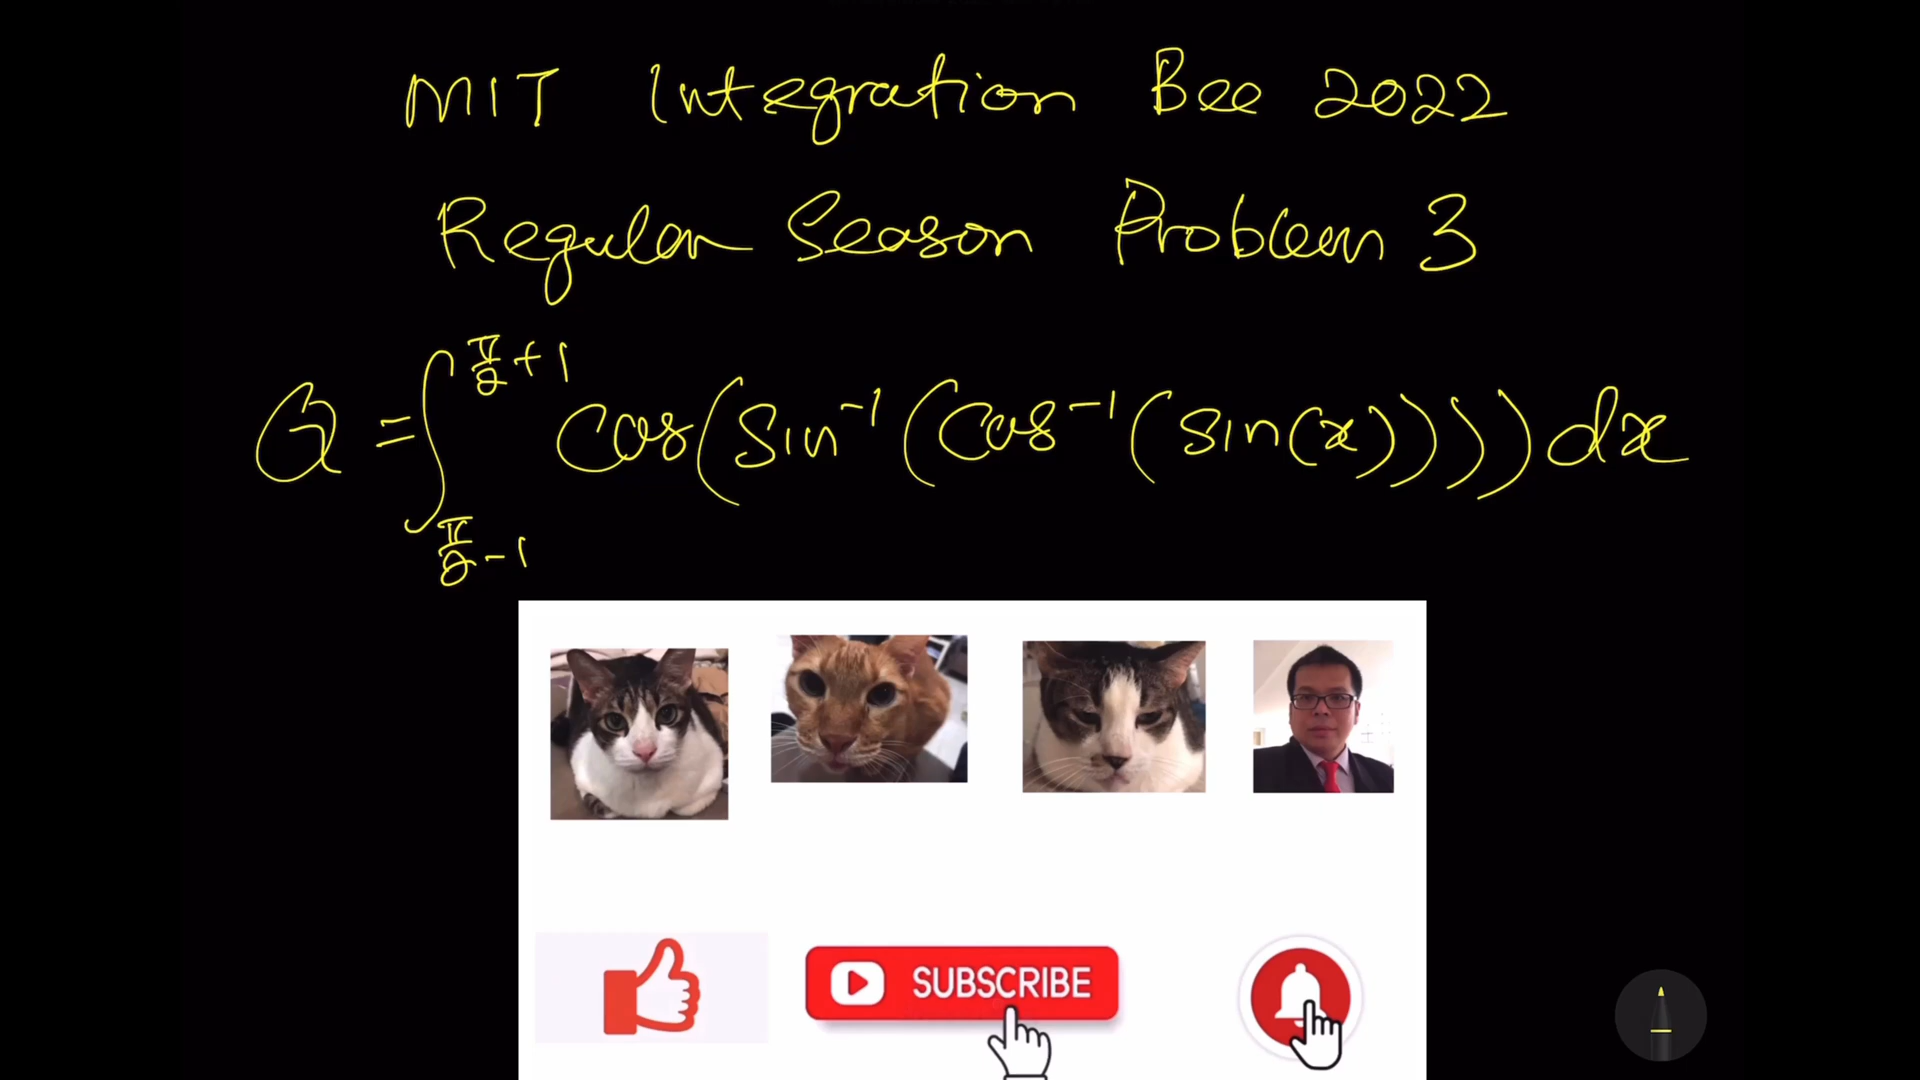 MIT Integration Bee 2022
Regular Season Problem 3
Q = ∫_{π/2 - 1}^{π/2 + 1} cos(sin⁻¹(cos⁻¹(sin(x)))) dx
SUBSCRIBE